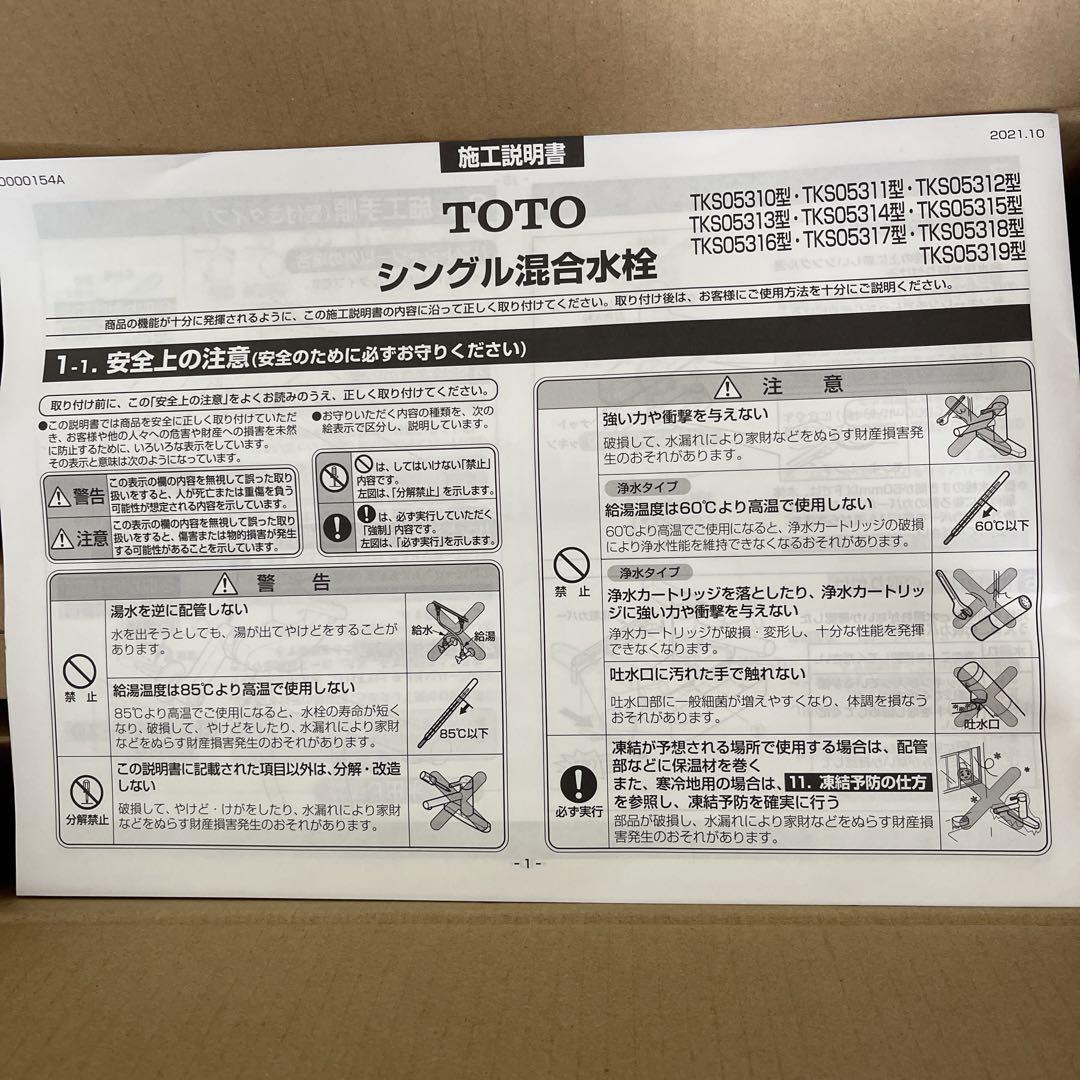 施工説明書
2021.10
0000154A
TOTO
シングル混合水栓
TKS05310型・TKS05311型・TKS05312型
TKS05313型・TKS05314型・TKS05315型
TKS05316型・TKS05317型・TKS05318型
TKS05319型
商品の機能が十分に発揮されるように、この施工説明書の内容に沿って正しく取り付けてください。取り付け後は、お客様にご使用方法を十分にご説明ください。
1-1. 安全上の注意(安全のために必ずお守りください)
取り付け前に、この「安全上の注意」をよくお読みのうえ、正しく取り付けてください。
●この説明書では商品を安全に正しく取り付けていただ
き、お客様や他の人々への危害や財産への損害を未然
に防止するために、いろいろな表示をしています。
その表示と意味は次のようになっています。
警告
この表示の欄の内容を無視して誤った取り
扱いをすると、人が死亡または重傷を負う
可能性が想定される内容を示しています。
注意
この表示の欄の内容を無視して誤った取り
扱いをすると、傷害または物的損害が発生
する可能性があることを示しています。
●お守りいただく内容の種類を、次の
絵表示で区分し、説明しています。
は、してはいけない「禁止」
内容です。
左図は、「分解禁止」を示します。
は、必ず実行していただく
「強制」内容です。
左図は、「必ず実行」を示します。
警告
禁止
湯水を逆に配管しない
水を出そうとしても、湯が出てやけどをすることが
あります。
給水
給湯
給湯温度は85℃より高温で使用しない
85℃より高温でご使用になると、水栓の寿命が短く
なり、破損して、やけどをしたり、水漏れにより家財
などをぬらす財産損害発生のおそれがあります。
85℃以下
分解禁止
この説明書に記載された項目以外は、分解・改造
しない
破損して、やけど・けがをしたり、水漏れにより家財
などをぬらす財産損害発生のおそれがあります。
注意
禁止
強い力や衝撃を与えない
破損して、水漏れにより家財などをぬらす財産損害発
生のおそれがあります。
浄水タイプ
給湯温度は60℃より高温で使用しない
60℃より高温でご使用になると、浄水カートリッジの破損
により浄水性能を維持できなくなるおそれがあります。
60℃以下
浄水タイプ
浄水カートリッジを落としたり、浄水カートリッ
ジに強い力や衝撃を与えない
浄水カートリッジが破損・変形し、十分な性能を発揮
できなくなります。
吐水口に汚れた手で触れない
吐水口部に一般細菌が増えやすくなり、体調を損なう
おそれがあります。
吐水口
必ず実行
凍結が予想される場所で使用する場合は、配管
部などに保温材を巻く
また、寒冷地用の場合は、11. 凍結予防の仕方
を参照し、凍結予防を確実に行う
部品が破損し、水漏れにより家財などをぬらす財産損
害発生のおそれがあります。
- 1 -